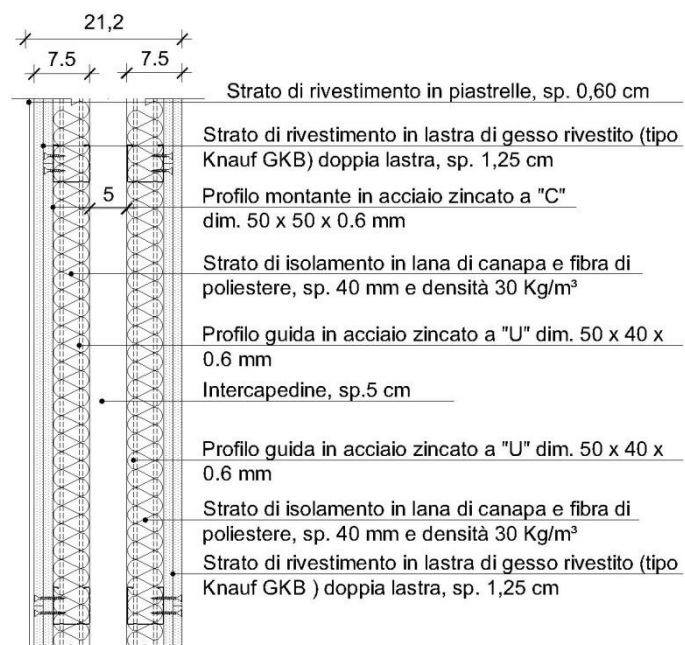 21,2
7.5 7.5
Strato di rivestimento in piastrelle, sp. 0,60 cm
Strato di rivestimento in lastra di gesso rivestito (tipo
Knauf GKB) doppia lastra, sp. 1,25 cm
5
Profilo montante in acciaio zincato a "C"
dim. 50 x 50 x 0.6 mm
Strato di isolamento in lana di canapa e fibra di
poliestere, sp. 40 mm e densità 30 Kg/m³
Profilo guida in acciaio zincato a "U" dim. 50 x 40 x
0.6 mm
Intercapedine, sp.5 cm
Profilo guida in acciaio zincato a "U" dim. 50 x 40 x
0.6 mm
Strato di isolamento in lana di canapa e fibra di
poliestere, sp. 40 mm e densità 30 Kg/m³
Strato di rivestimento in lastra di gesso rivestito (tipo
Knauf GKB ) doppia lastra, sp. 1,25 cm